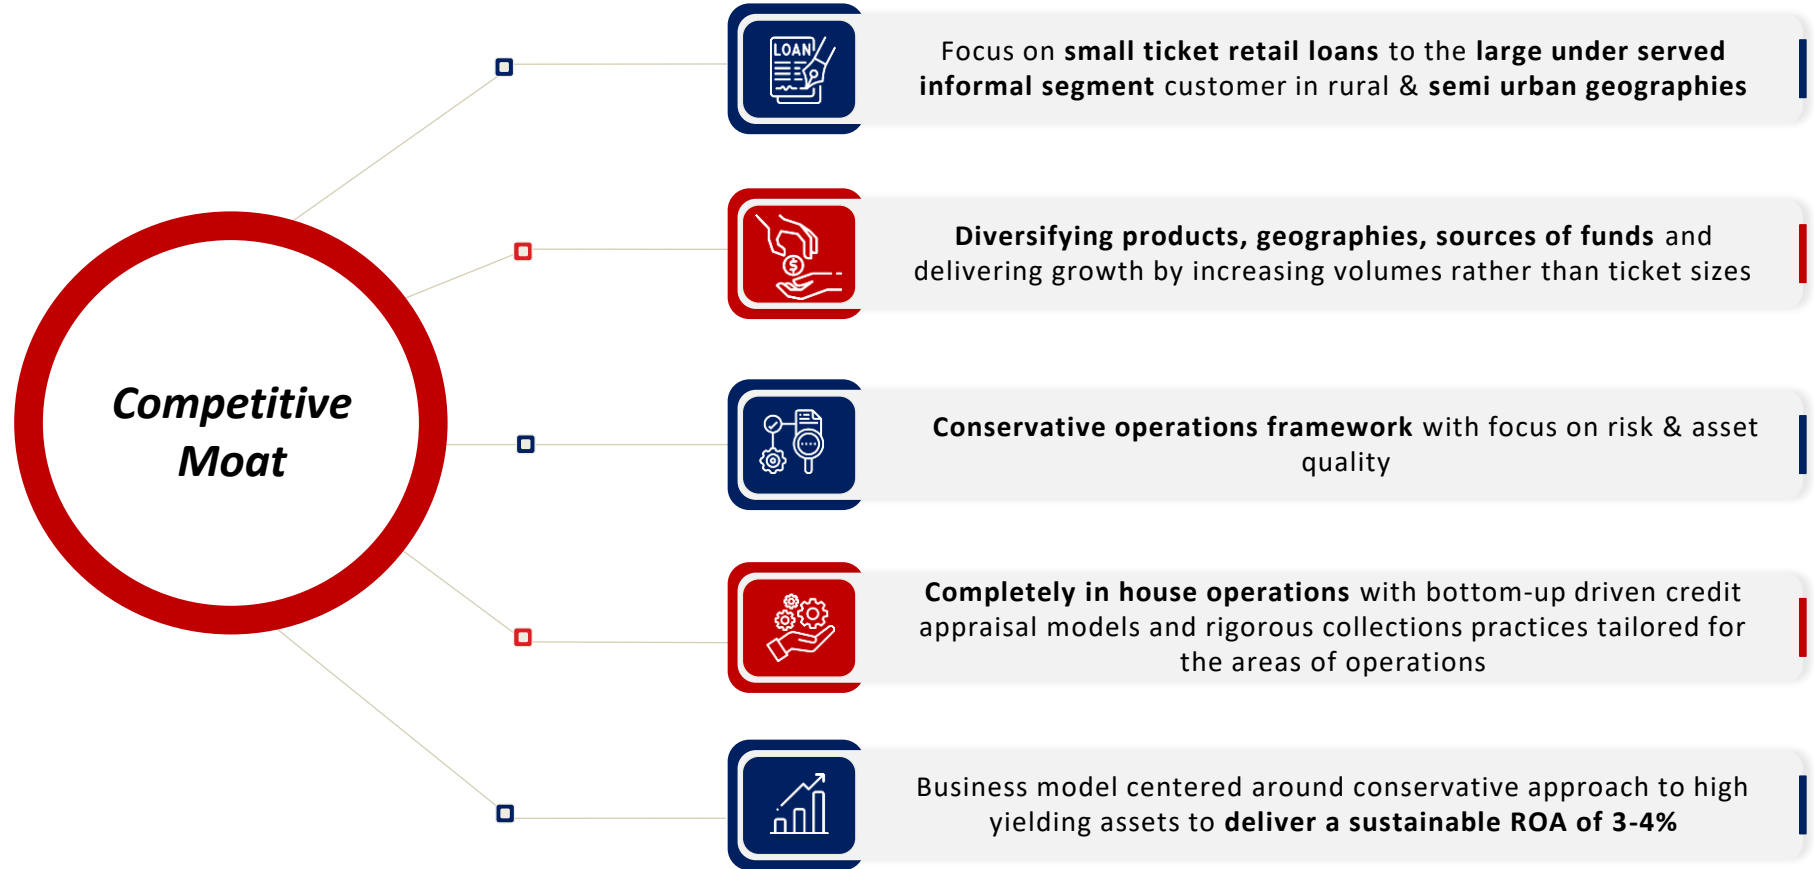 Competitive
Moat
LOAN
Focus on small ticket retail loans to the large under served
informal segment customer in rural & semi urban geographies
Diversifying products, geographies, sources of funds and
delivering growth by increasing volumes rather than ticket sizes
$
Conservative operations framework with focus on risk & asset
quality
Completely in house operations with bottom-up driven credit
appraisal models and rigorous collections practices tailored for
the areas of operations
Business model centered around conservative approach to high
yielding assets to deliver a sustainable ROA of 3-4%